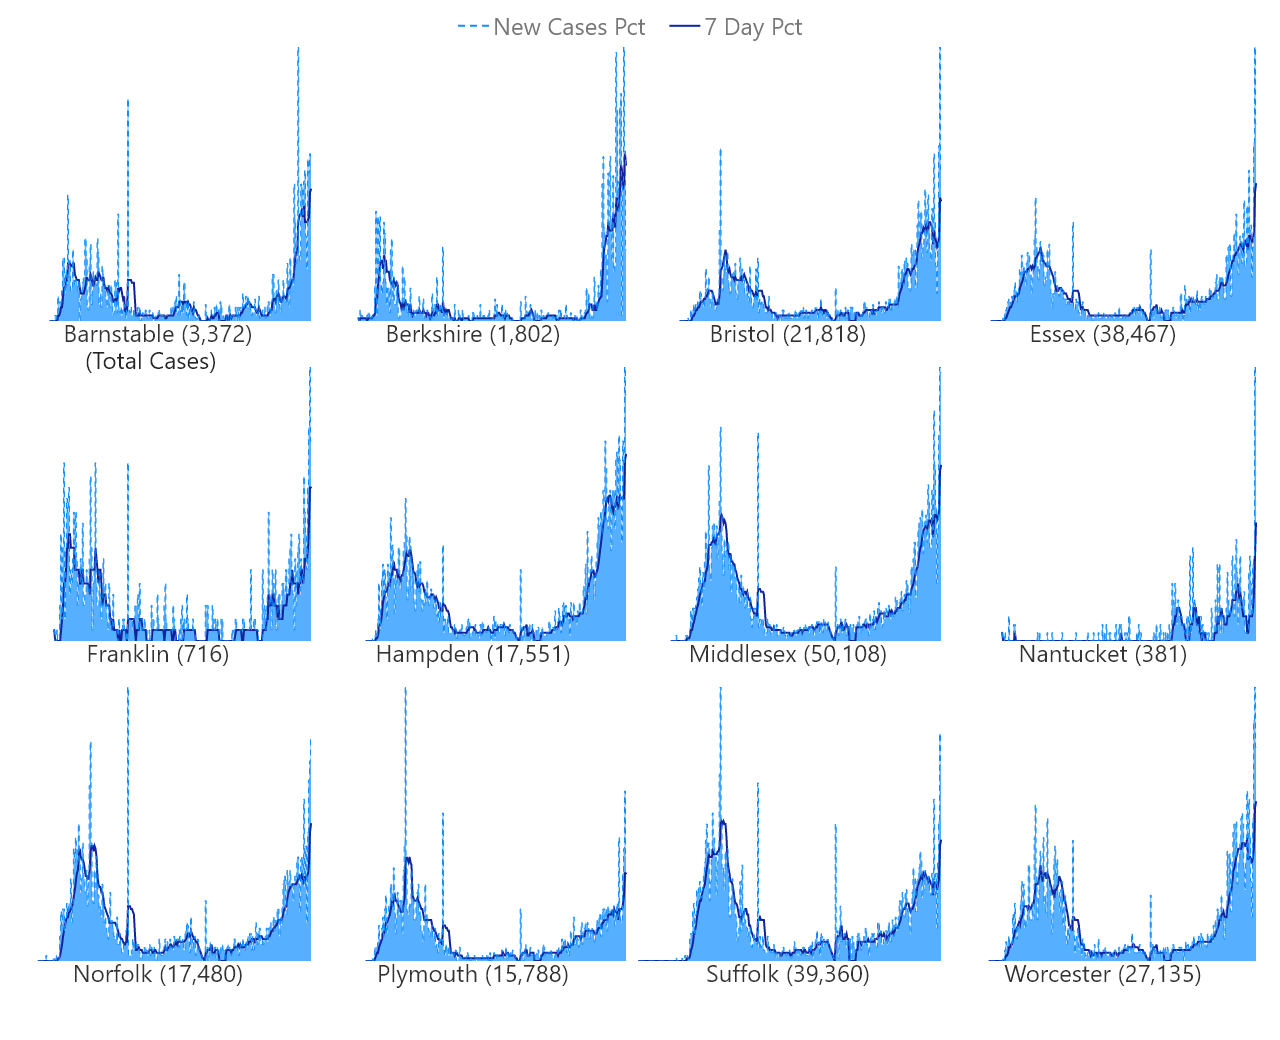 New Cases Pct 7 Day Pct
Barnstable (3,372) Berkshire (1,802) Bristol (21,818) Essex (38,467)
(Total Cases)
Franklin (716) Hampden (17,551) Middlesex (50,108) Nantucket (381)
Norfolk (17,480) Plymouth (15,788) Suffolk (39,360) Worcester (27,135)